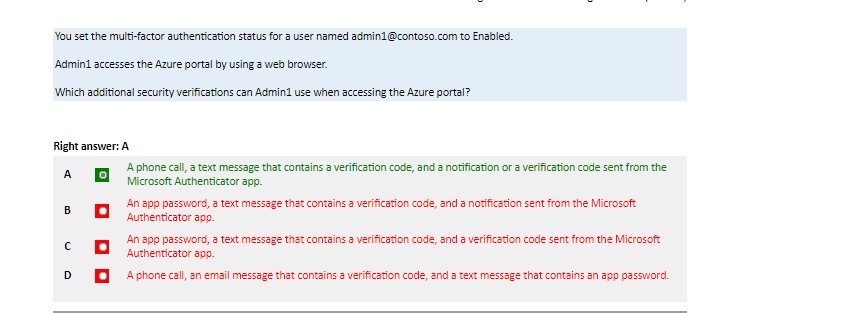 You set the multi-factor authentication status for a user named admin1@contoso.com to Enabled.
Admin1 accesses the Azure portal by using a web browser.
Which additional security verifications can Admin1 use when accessing the Azure portal?
Right answer: A
A A phone call, a text message that contains a verification code, and a notification or a verification code sent from the
Microsoft Authenticator app.
B An app password, a text message that contains a verification code, and a notification sent from the Microsoft
Authenticator app.
C An app password, a text message that contains a verification code, and a verification code sent from the Microsoft
Authenticator app.
D A phone call, an email message that contains a verification code, and a text message that contains an app password.